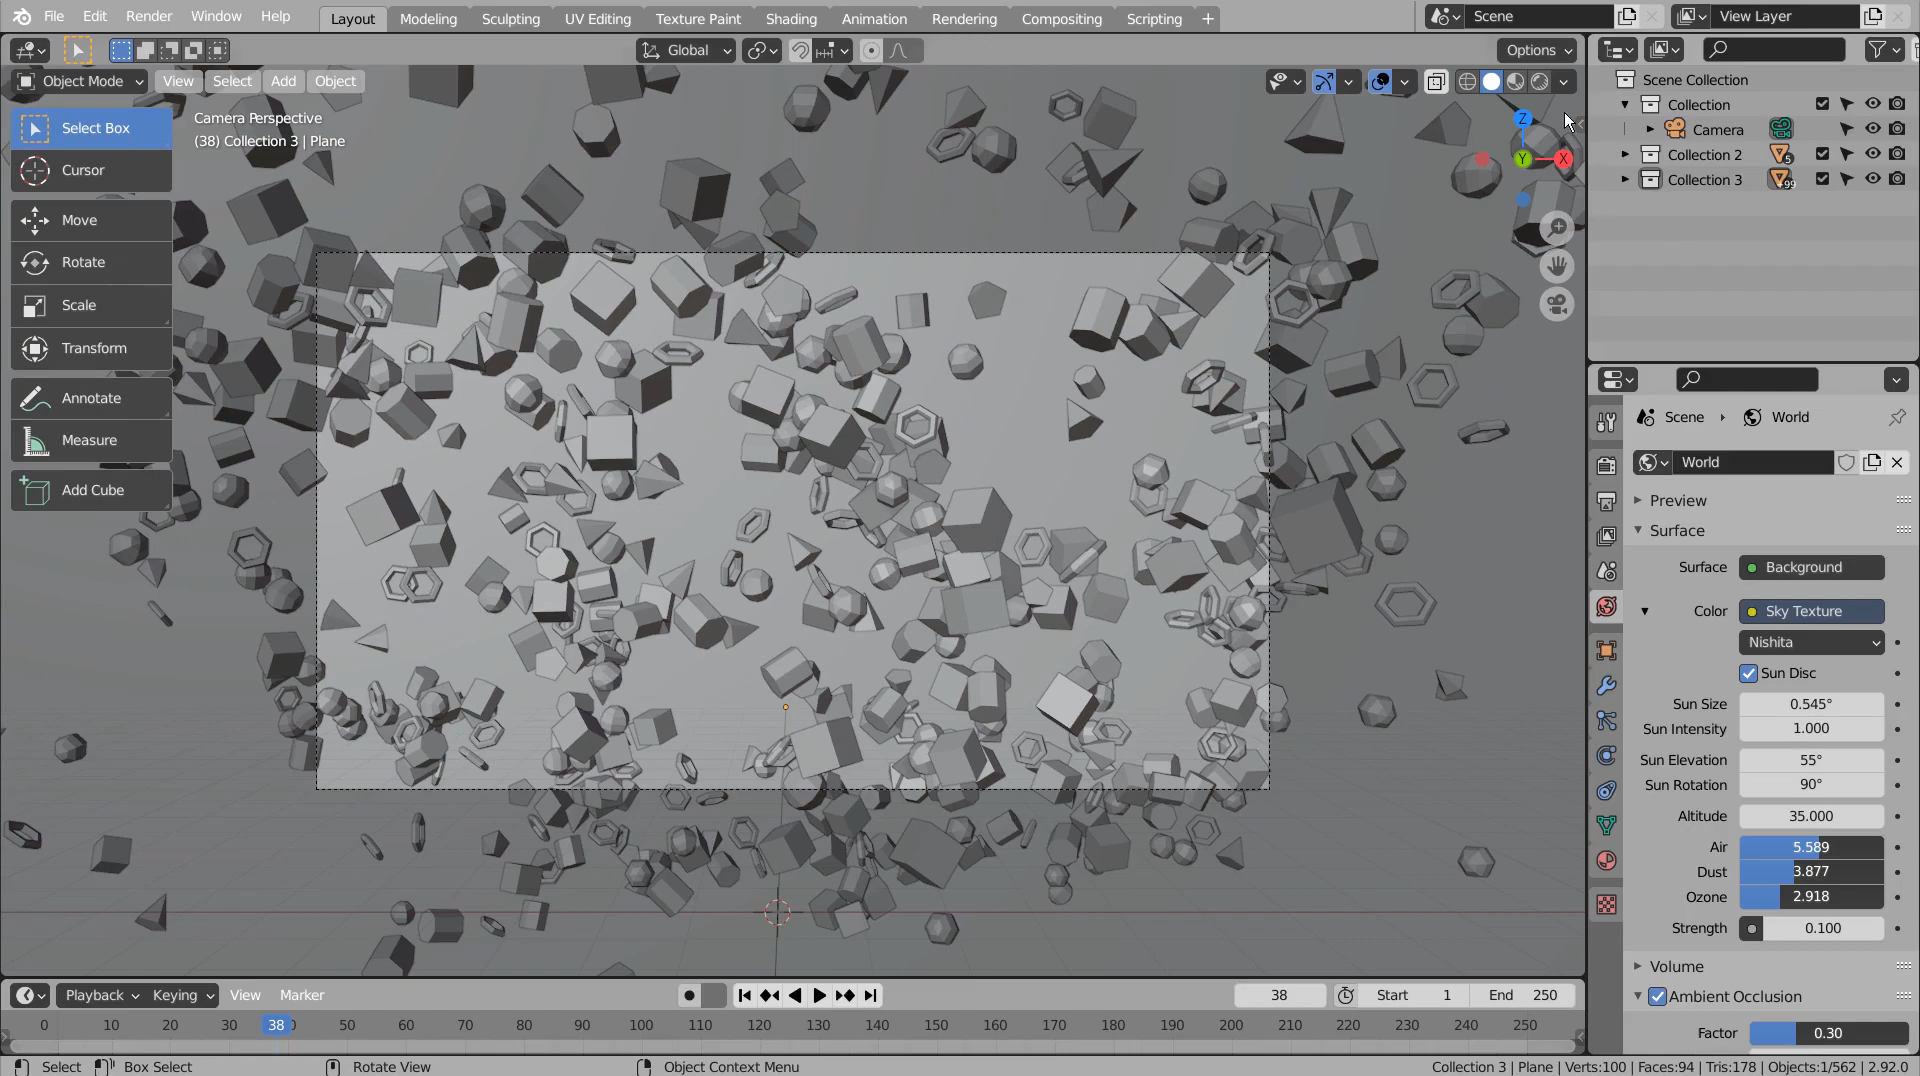 File Edit Render Window Help Layout Modeling Sculpting UV Editing Texture Paint Shading Animation Rendering Compositing Scripting + Scene View Layer
Global Options
Object Mode View Select Add Object
Select Box
Cursor
Move
Rotate
Scale
Transform
Annotate
Measure
Add Cube
Camera Perspective
(38) Collection 3 | Plane
Z
Y X
Scene Collection
Collection
Camera
Collection 2 5
Collection 3 +99
Scene World
World
Preview
Surface
Surface Background
Color Sky Texture
Nishita
Sun Disc
Sun Size 0.545°
Sun Intensity 1.000
Sun Elevation 55°
Sun Rotation 90°
Altitude 35.000
Air 5.589
Dust 3.877
Ozone 2.918
Strength 0.100
Volume
Ambient Occlusion
Factor 0.30
Playback Keying View Marker 38 Start 1 End 250
0 10 20 30 38 50 60 70 80 90 100 110 120 130 140 150 160 170 180 190 200 210 220 230 240 250
Select Box Select Rotate View Object Context Menu Collection 3 | Plane | Verts:100 | Faces:94 | Tris:178 | Objects:1/562 | 2.92.0